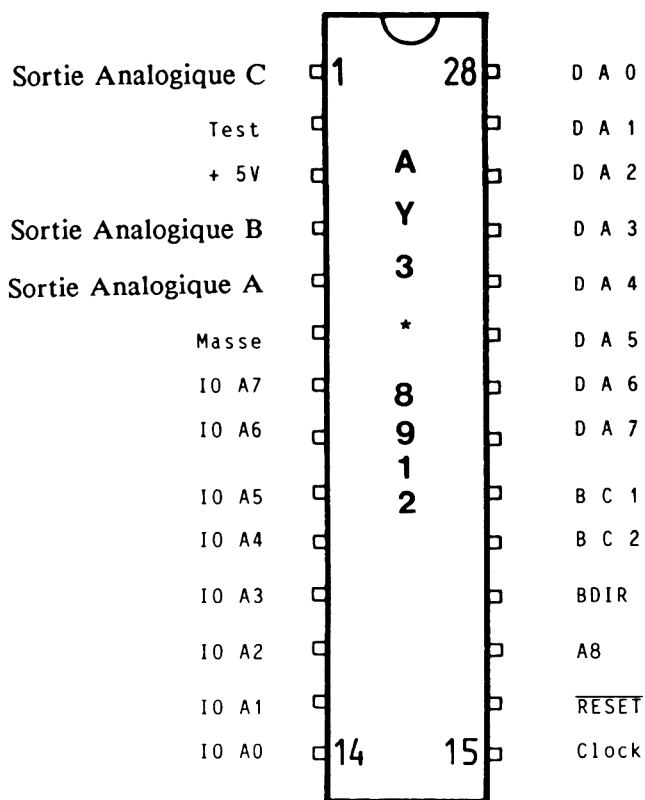 Sortie Analogique C 1 28 D A 0
Test D A 1
+ 5V A D A 2
Sortie Analogique B Y D A 3
Sortie Analogique A 3 D A 4
Masse * D A 5
IO A7 8 D A 6
IO A6 9 D A 7
1
IO A5 2 B C 1
IO A4 B C 2
IO A3 BDIR
IO A2 A8
IO A1 RESET
IO A0 14 15 Clock